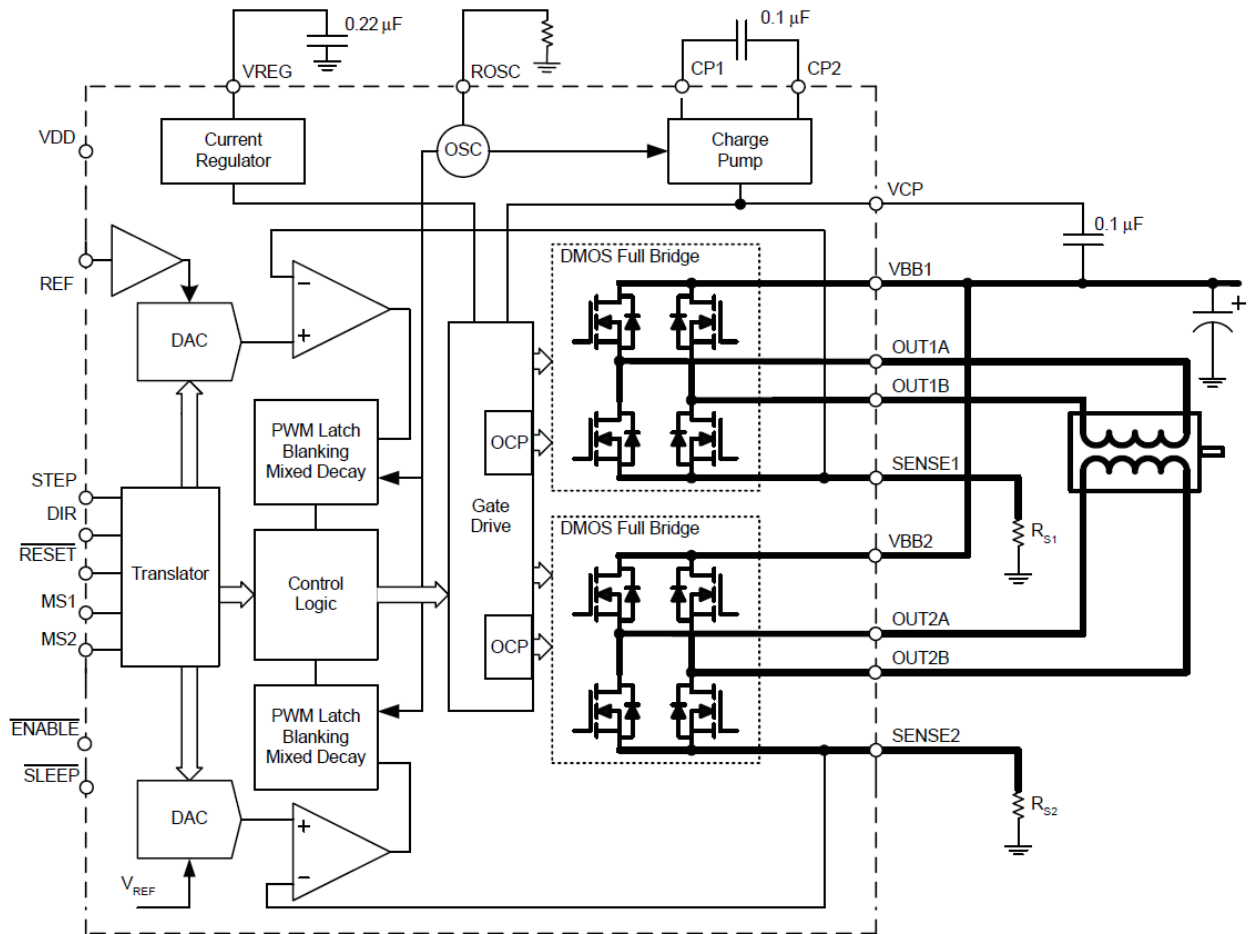 0.22 µF
0.1 µF
VREG
ROSC
CP1
CP2
VDD
Current
Regulator
OSC
Charge
Pump
VCP
0.1 µF
REF
DAC
−
+
DMOS Full Bridge
VBB1
+
OUT1A
OUT1B
PWM Latch
Blanking
Mixed Decay
OCP
SENSE1
Gate
Drive
DMOS Full Bridge
RS1
STEP
DIR
RESET
MS1
MS2
Translator
Control
Logic
VBB2
OUT2A
OCP
OUT2B
PWM Latch
Blanking
Mixed Decay
ENABLE
SLEEP
SENSE2
DAC
+
−
RS2
VREF